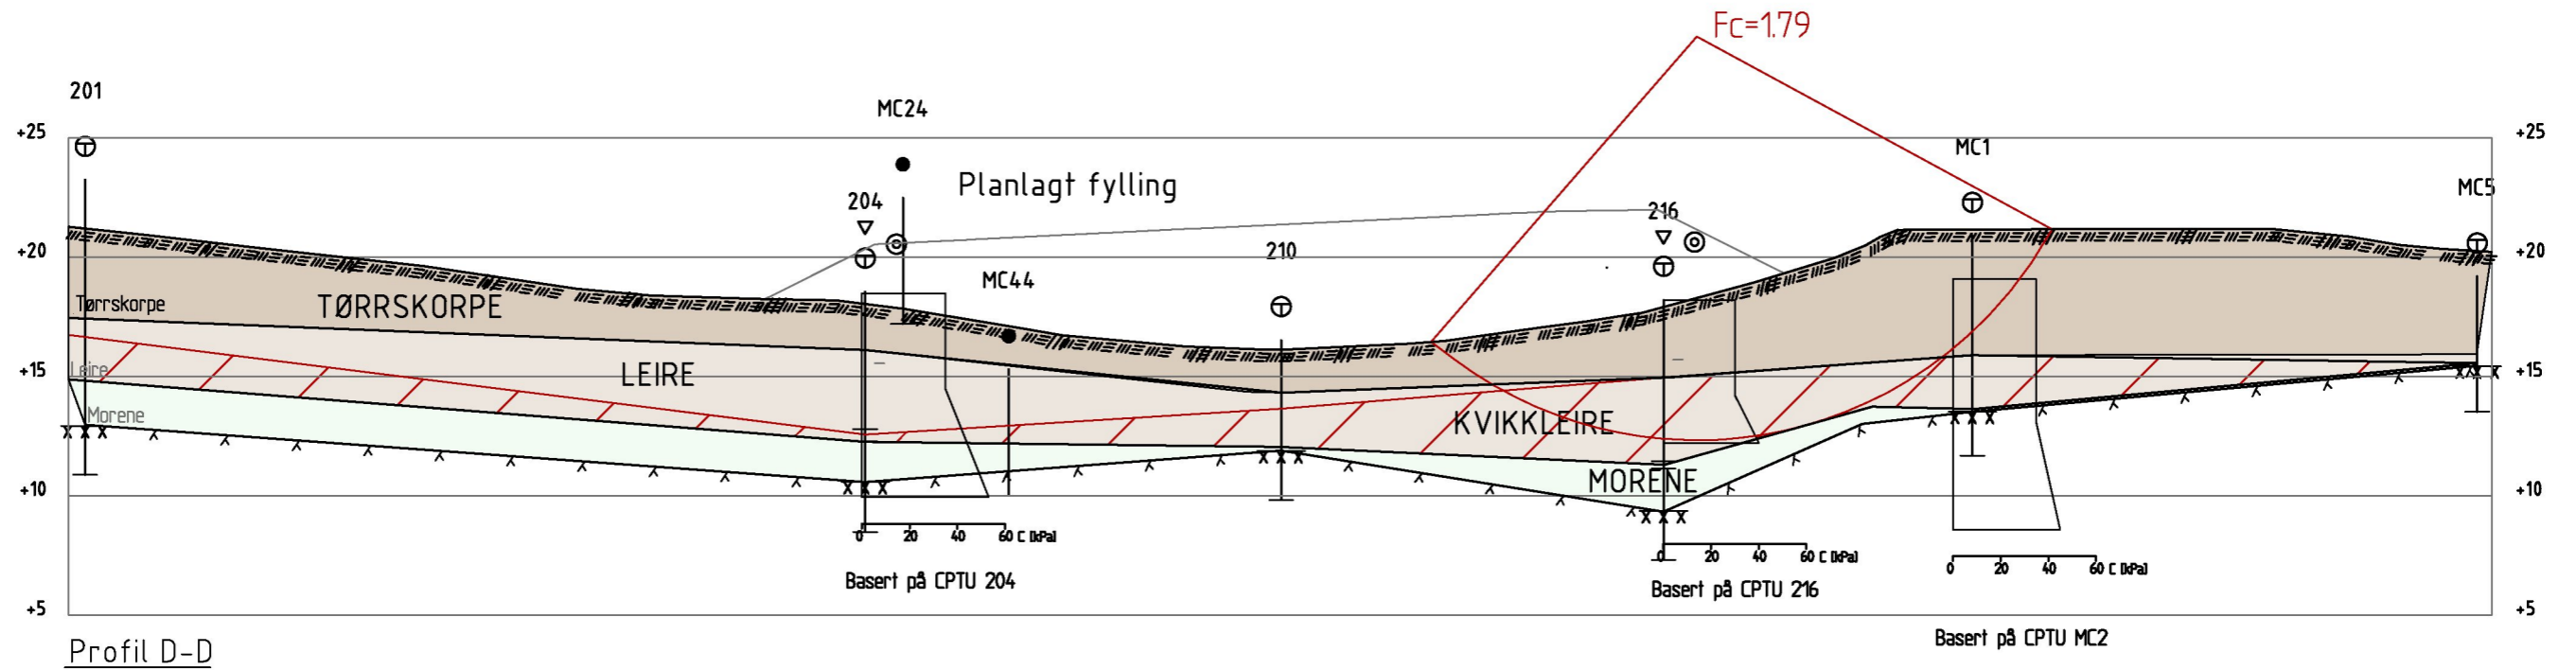 Fc=1.79
201
MC24
+25
+25
MC1
204
Planlagt fylling
216
MC5
+20
210
+20
MC44
Tørrskorpe
TØRRSKORPE
Leire
LEIRE
+15
+15
Morene
KVIKKLEIRE
MORENE
+10
+10
0 20 40 60 C [kPa]
0 20 40 60 C [kPa]
0 20 40 60 C [kPa]
Basert på CPTU 204
Basert på CPTU 216
+5
+5
Basert på CPTU MC2
Profil D-D